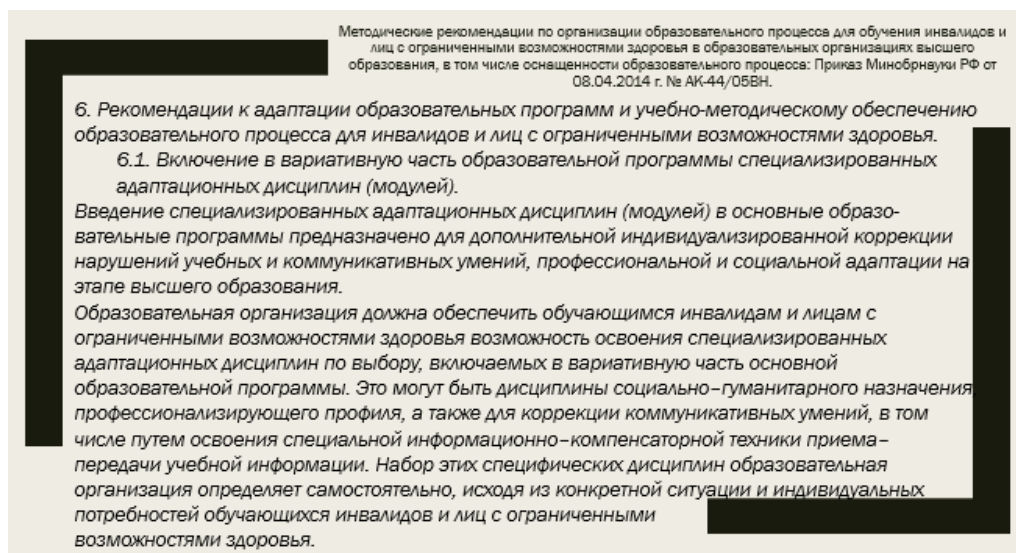 Методические рекомендации по организации образовательного процесса для обучения инвалидов и
лиц с ограниченными возможностями здоровья в образовательных организациях высшего
образования, в том числе оснащенности образовательного процесса: Приказ Минобрнауки РФ от
08.04.2014 г. № АК-44/05ВН.
6. Рекомендации к адаптации образовательных программ и учебно-методическому обеспечению
образовательного процесса для инвалидов и лиц с ограниченными возможностями здоровья.
6.1. Включение в вариативную часть образовательной программы специализированных
адаптационных дисциплин (модулей).
Введение специализированных адаптационных дисциплин (модулей) в основные образо-
вательные программы предназначено для дополнительной индивидуализированной коррекции
нарушений учебных и коммуникативных умений, профессиональной и социальной адаптации на
этапе высшего образования.
Образовательная организация должна обеспечить обучающимся инвалидам и лицам с
ограниченными возможностями здоровья возможность освоения специализированных
адаптационных дисциплин по выбору, включаемых в вариативную часть основной
образовательной программы. Это могут быть дисциплины социально–гуманитарного назначения,
профессионализирующего профиля, а также для коррекции коммуникативных умений, в том
числе путем освоения специальной информационно–компенсаторной техники приема–
передачи учебной информации. Набор этих специфических дисциплин образовательная
организация определяет самостоятельно, исходя из конкретной ситуации и индивидуальных
потребностей обучающихся инвалидов и лиц с ограниченными
возможностями здоровья.